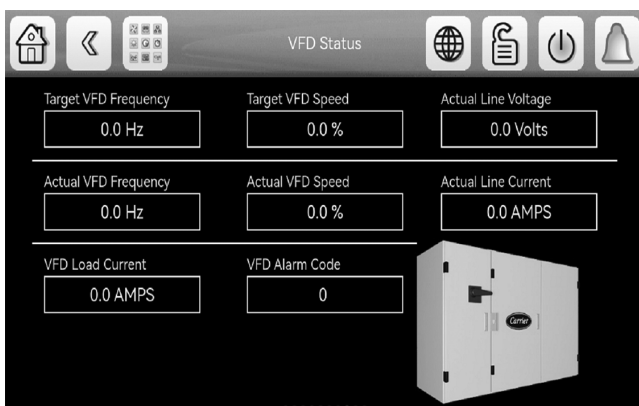 VFD Status
Target VFD Frequency
Target VFD Speed
Actual Line Voltage
0.0 Hz
0.0 %
0.0 Volts
Actual VFD Frequency
Actual VFD Speed
Actual Line Current
0.0 Hz
0.0 %
0.0 AMPS
VFD Load Current
VFD Alarm Code
0.0 AMPS
0
Carrier